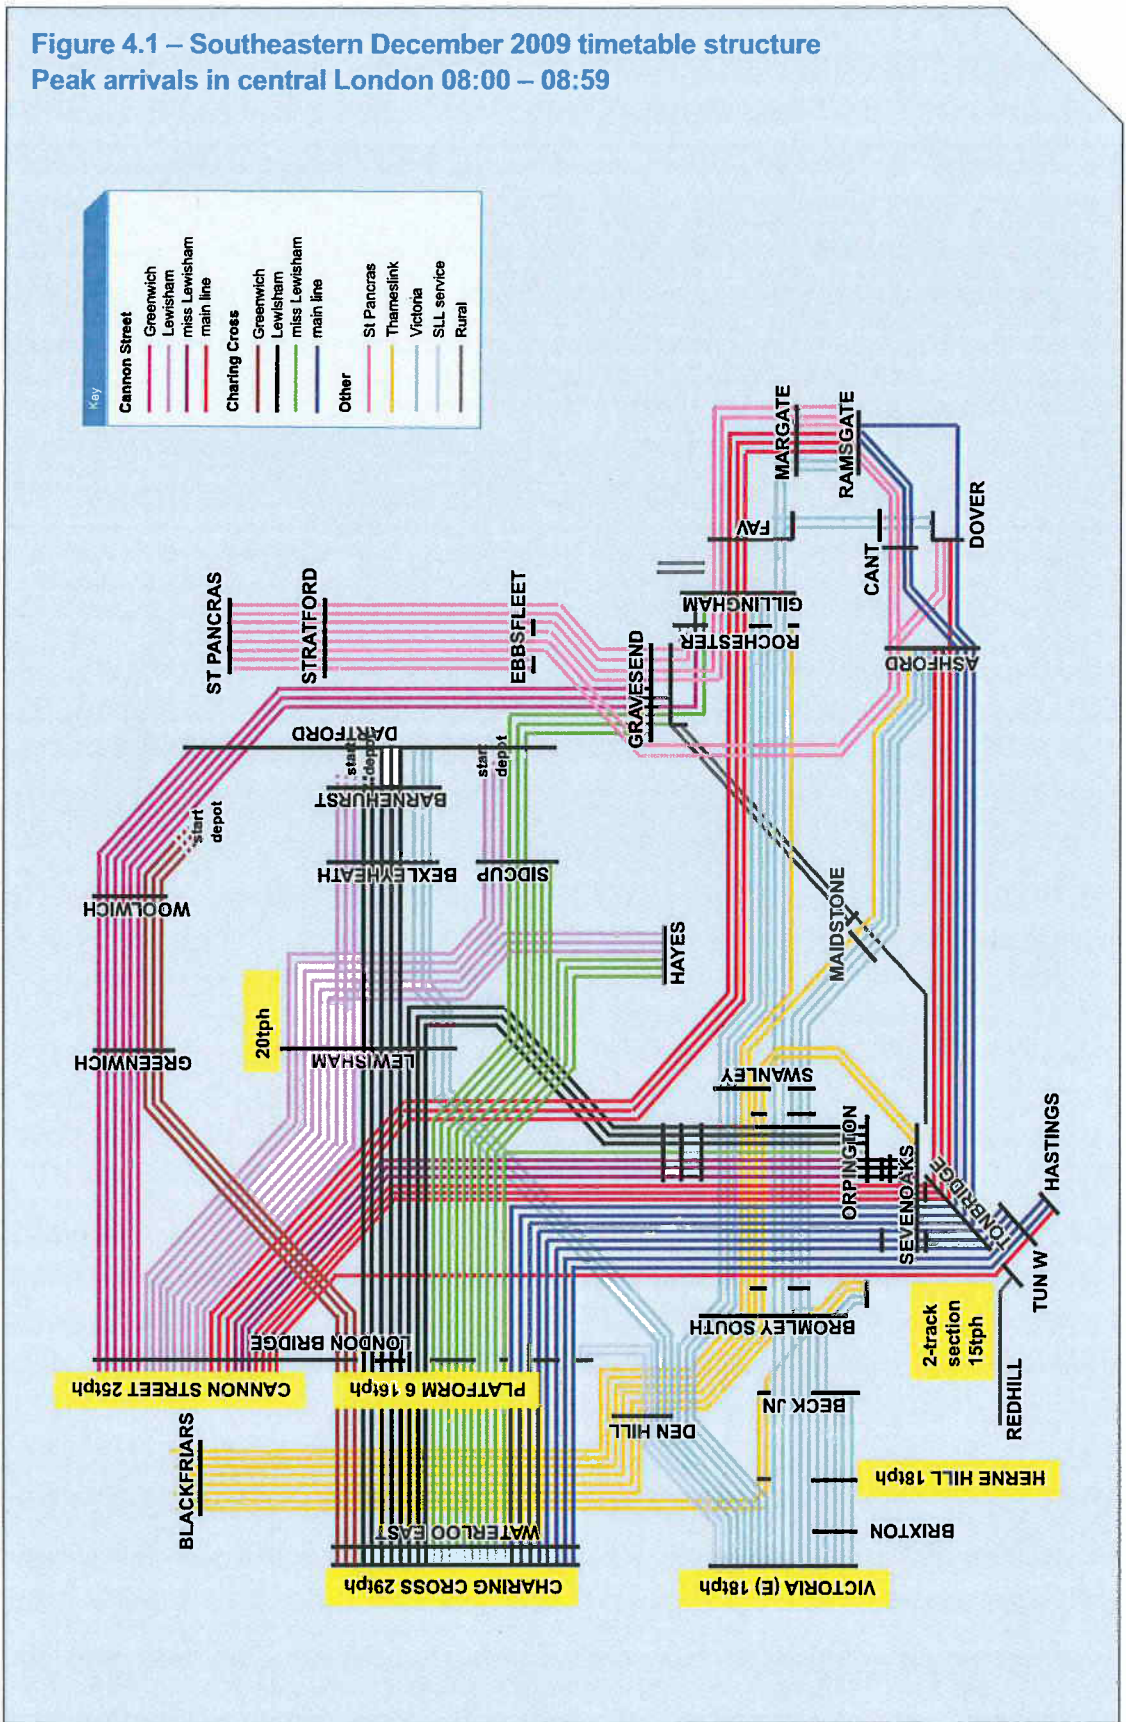 Figure 4.1 – Southeastern December 2009 timetable structure
Peak arrivals in central London 08:00 – 08:59
Key
Cannon Street
Greenwich
Lewisham
miss Lewisham
main line
Charing Cross
Greenwich
Lewisham
miss Lewisham
main line
Other
St Pancras
Thameslink
Victoria
SLL service
Rural
ST PANCRAS
STRATFORD
EBBSFLEET
GRAVESEND
DARTFORD
start
depot
start
depot
start
depot
BARNEHURST
BEXLEYHEATH
SIDCUP
WOOLWICH
GREENWICH
20tph
LEWISHAM
HAYES
MARGATE
RAMSGATE
FAV
CANT
DOVER
GILLINGHAM
ROCHESTER
ASHFORD
MAIDSTONE
SWANLEY
ORPINGTON
SEVENOAKS
TONBRIDGE
HASTINGS
TUN W
REDHILL
2-track
section
15tph
BROMLEY SOUTH
BECK JN
DEN HILL
HERNE HILL 18tph
BRIXTON
VICTORIA (E) 18tph
LONDON BRIDGE
CANNON STREET 25tph
PLATFORM 6 16tph
BLACKFRIARS
WATERLOO EAST
CHARING CROSS 29tph